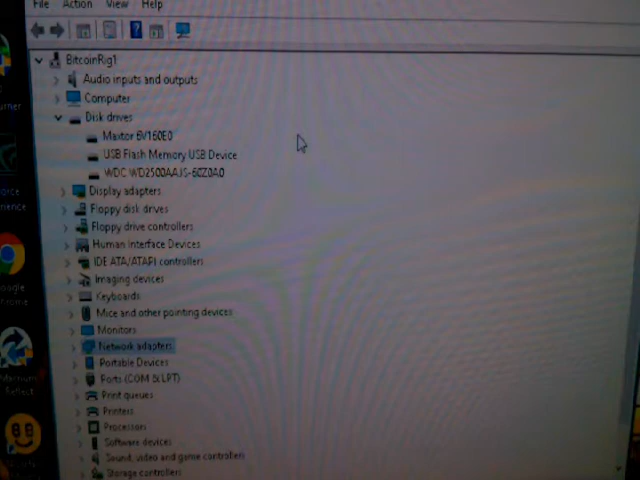 File Action View Help
BitcoinRig1
Audio inputs and outputs
Computer
Disk drives
Maxtor 6V160E0
USB Flash Memory USB Device
WDC WD2500AAJS-60Z0A0
Display adapters
Floppy disk drives
Floppy drive controllers
Human Interface Devices
IDE ATA/ATAPI controllers
Imaging devices
Keyboards
Mice and other pointing devices
Monitors
Network adapters
Portable Devices
Ports (COM & LPT)
Print queues
Printers
Processors
Software devices
Sound, video and game controllers
Storage controllers